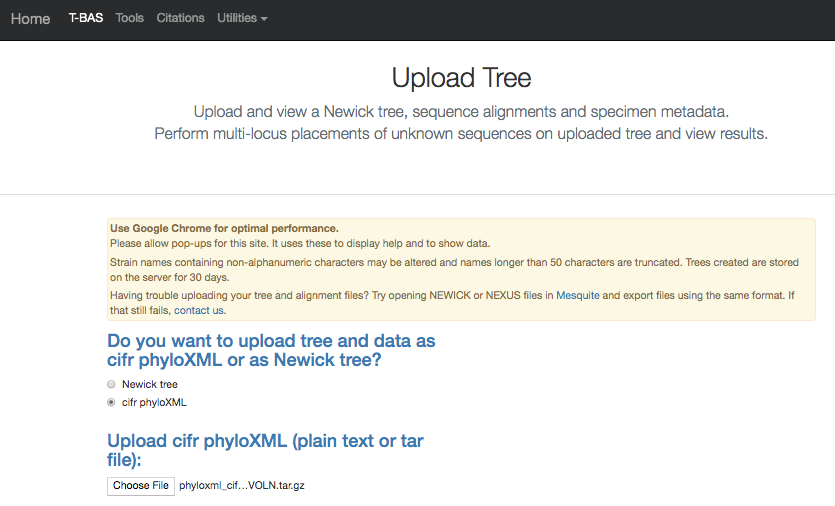 Home T-BAS Tools Citations Utilities
Upload Tree
Upload and view a Newick tree, sequence alignments and specimen metadata.
Perform multi-locus placements of unknown sequences on uploaded tree and view results.
Use Google Chrome for optimal performance.
Please allow pop-ups for this site. It uses these to display help and to show data.
Strain names containing non-alphanumeric characters may be altered and names longer than 50 characters are truncated. Trees created are stored
on the server for 30 days.
Having trouble uploading your tree and alignment files? Try opening NEWICK or NEXUS files in Mesquite and export files using the same format. If
that still fails, contact us.
Do you want to upload tree and data as
cifr phyloXML or as Newick tree?
Newick tree
cifr phyloXML
Upload cifr phyloXML (plain text or tar
file):
Choose File phyloxml_cif...VOLN.tar.gz